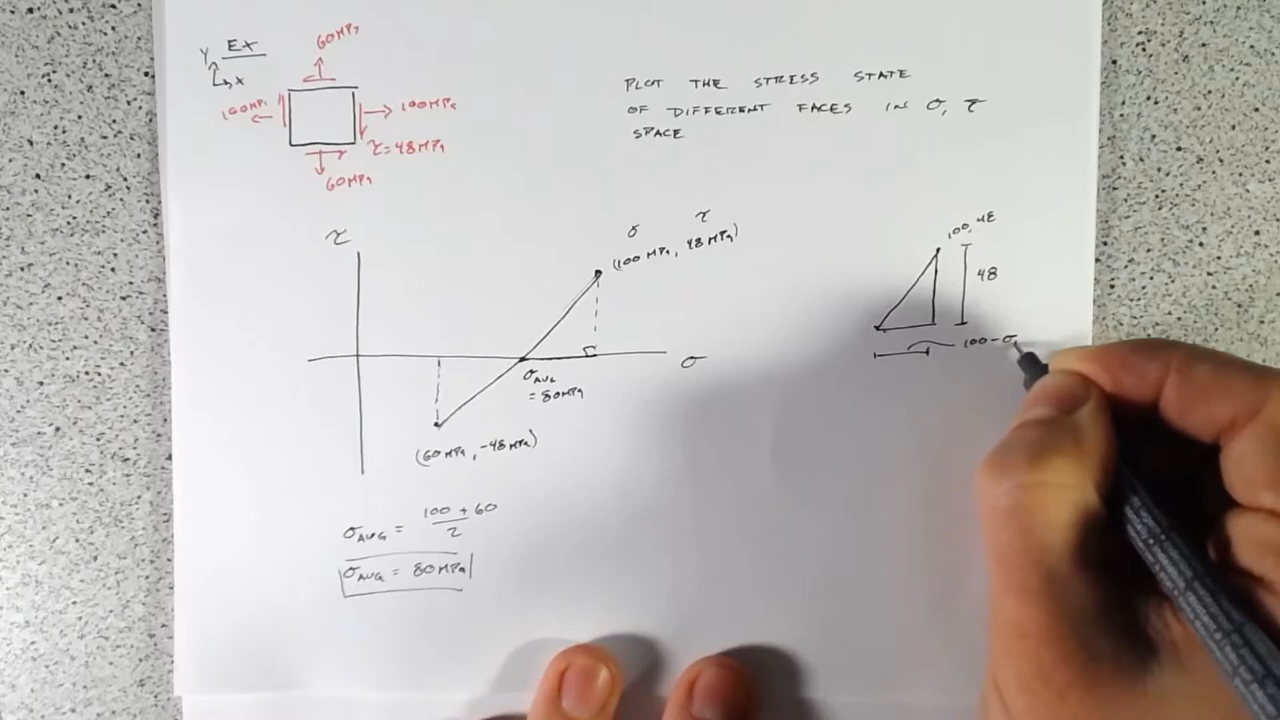 Y EX
X
60MPa
100MPa
100MPa
τ=48MPa
60MPa
PLOT THE STRESS STATE
OF DIFFERENT FACES IN σ, τ
SPACE
τ
σ τ
(100 MPa, 48 MPa)
σ
σAVG
= 80MPa
(60 MPa, -48 MPa)
100, 48
48
100-σ
σAVG = 100 + 60
2
σAVG = 80MPa